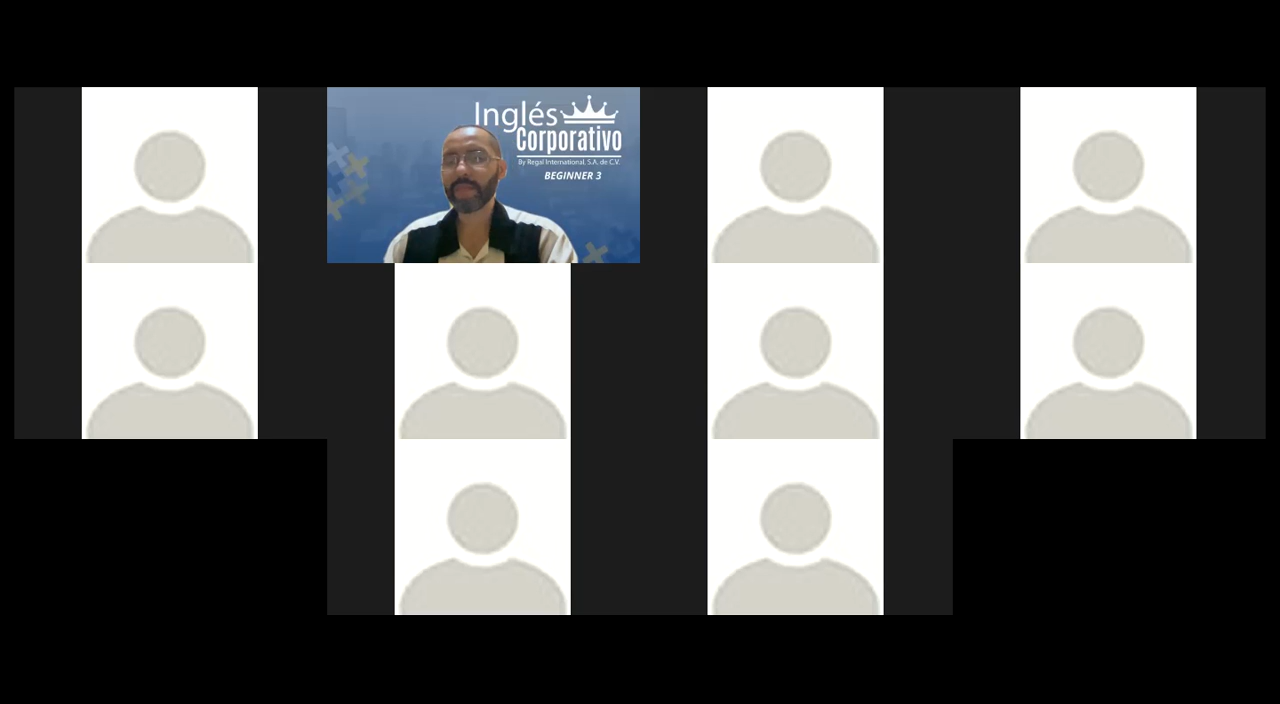 Inglés
Corporativo
By Regal International, S.A. de C.V.
BEGINNER 3